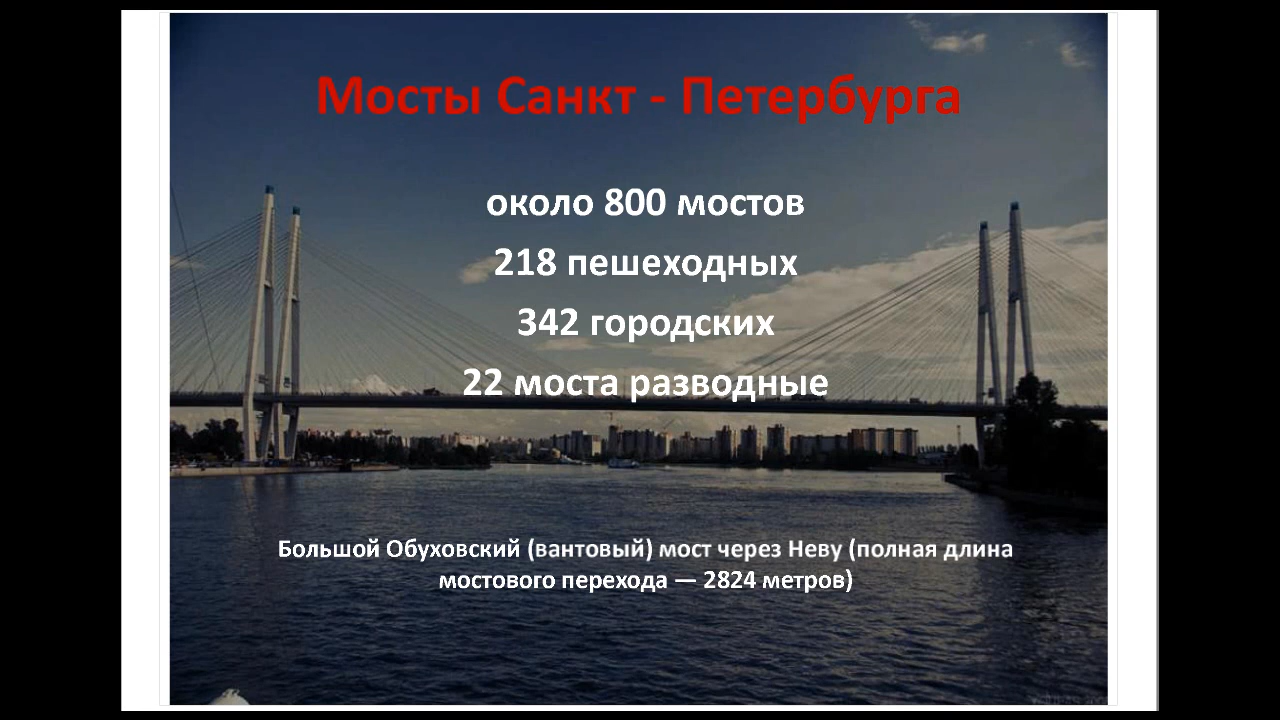 Мосты Санкт - Петербурга
около 800 мостов
218 пешеходных
342 городских
22 моста разводные
Большой Обуховский (вантовый) мост через Неву (полная длина
мостового перехода — 2824 метров)